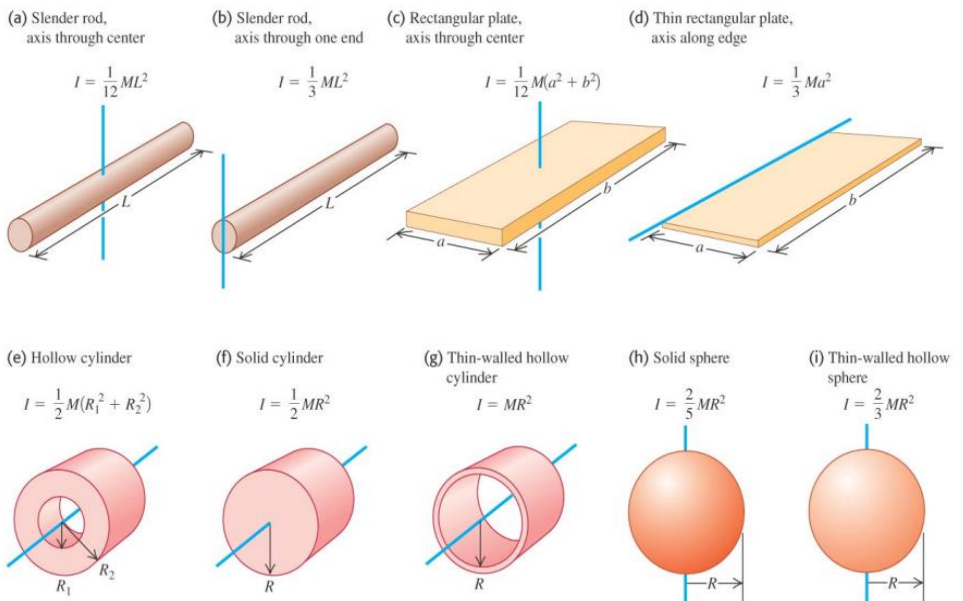 (a) Slender rod,
axis through center
I = 1/12 ML²
L
(b) Slender rod,
axis through one end
I = 1/3 ML²
L
(c) Rectangular plate,
axis through center
I = 1/12 M(a² + b²)
b
a
(d) Thin rectangular plate,
axis along edge
I = 1/3 Ma²
b
a
(e) Hollow cylinder
I = 1/2 M(R₁² + R₂²)
R₁
R₂
(f) Solid cylinder
I = 1/2 MR²
R
(g) Thin-walled hollow
cylinder
I = MR²
R
(h) Solid sphere
I = 2/5 MR²
R
(i) Thin-walled hollow
sphere
I = 2/3 MR²
R